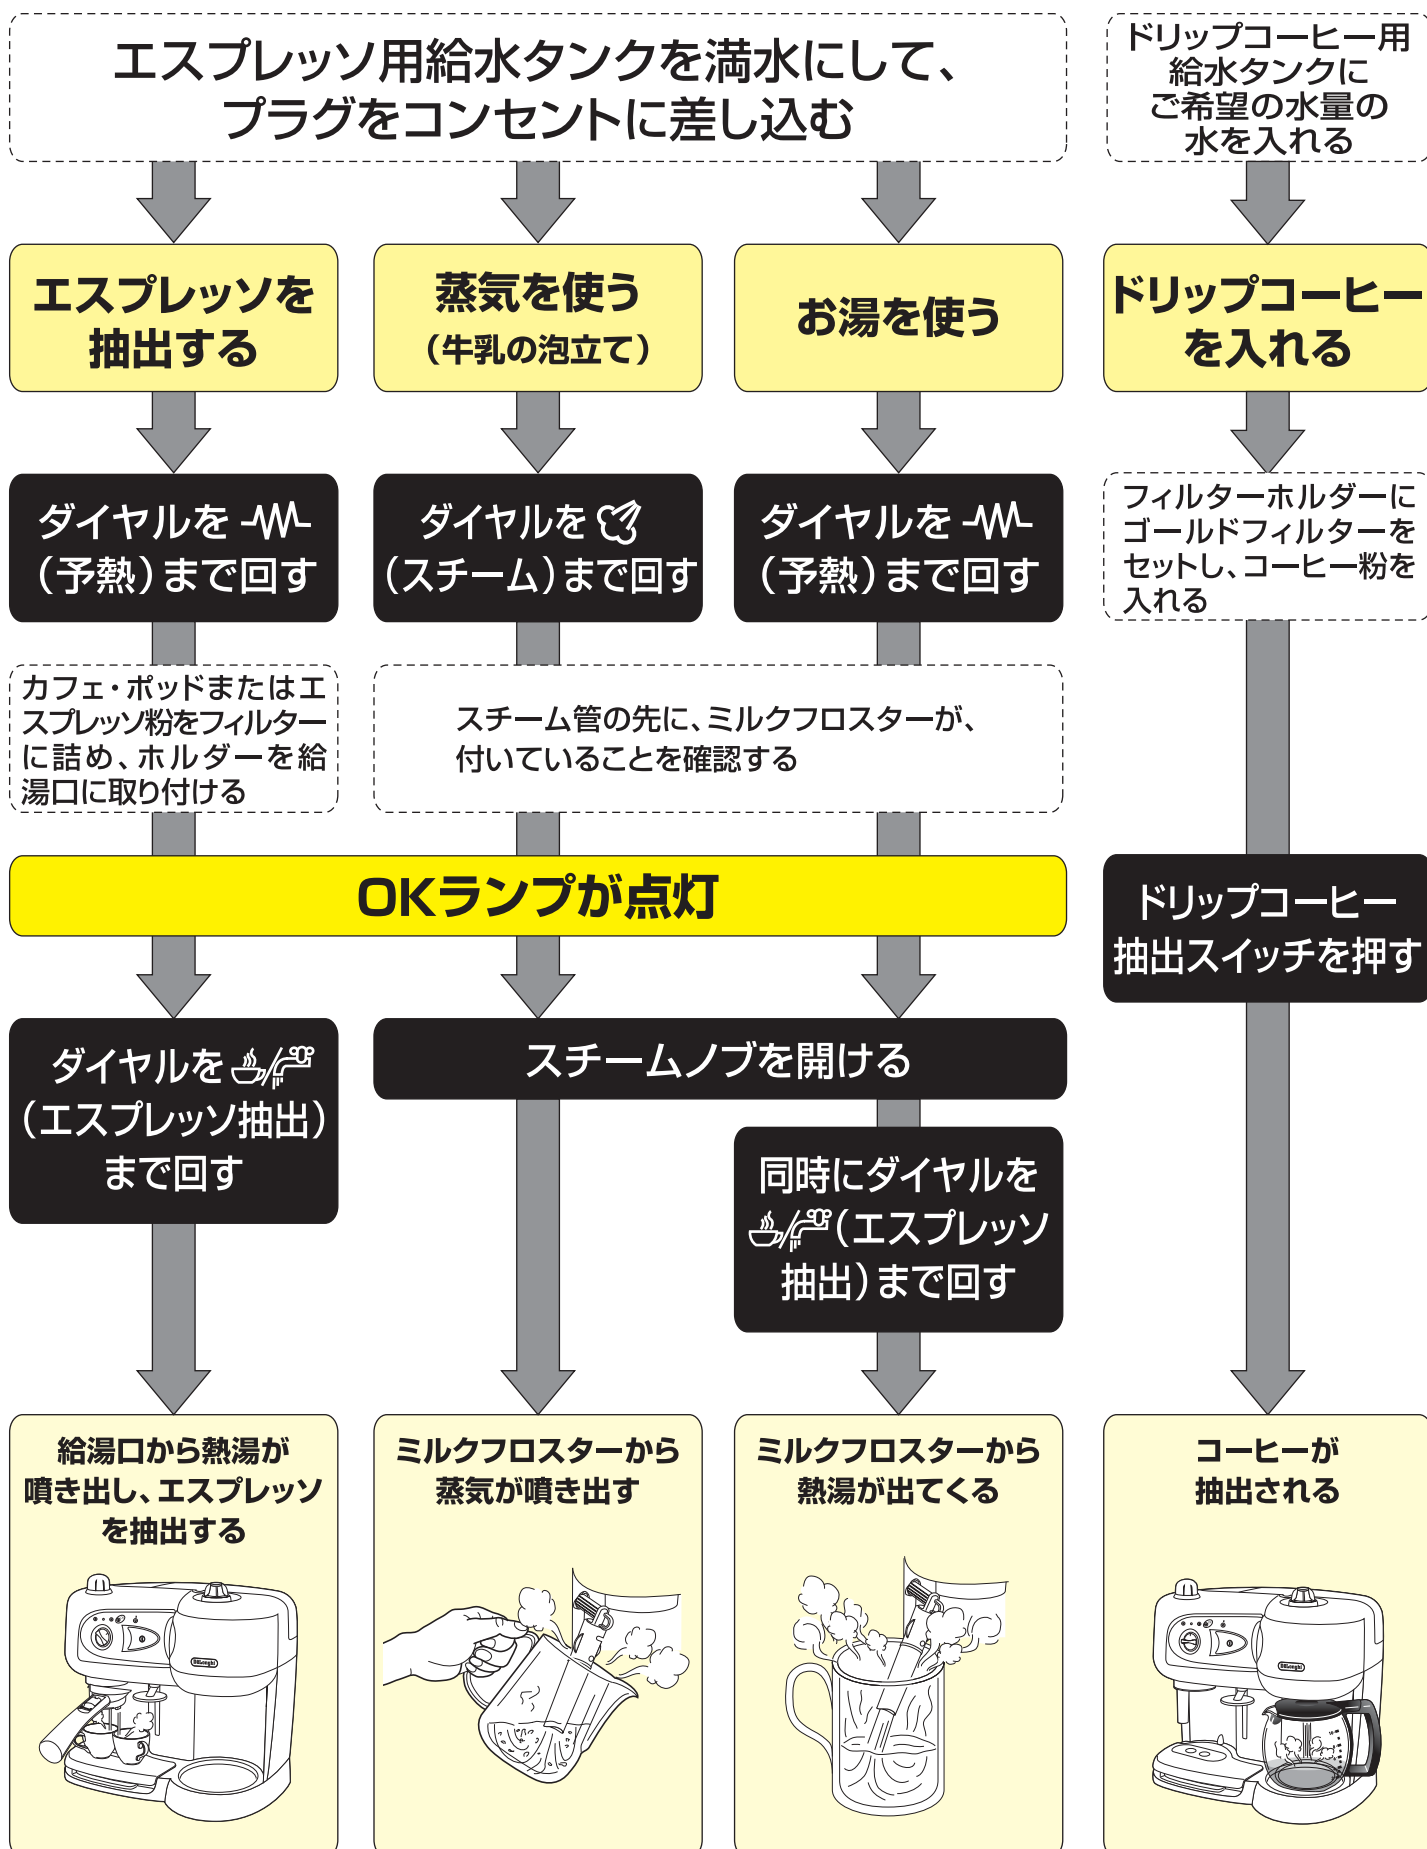 エスプレッソ用給水タンクを満水にして、
プラグをコンセントに差し込む
ドリップコーヒー用
給水タンクに
ご希望の水量の
水を入れる
エスプレッソを
抽出する
蒸気を使う
（牛乳の泡立て）
お湯を使う
ドリップコーヒー
を入れる
ダイヤルを
（予熱）まで回す
ダイヤルを
（スチーム）まで回す
ダイヤルを
（予熱）まで回す
フィルターホルダーに
ゴールドフィルターを
セットし、コーヒー粉を
入れる
カフェ・ポッドまたはエ
スプレッソ粉をフィルター
に詰め、ホルダーを給
湯口に取り付ける
スチーム管の先に、ミルクフロスターが、
付いていることを確認する
OKランプが点灯
ドリップコーヒー
抽出スイッチを押す
ダイヤルを
（エスプレッソ抽出）
まで回す
スチームノブを開ける
同時にダイヤルを
（エスプレッソ
抽出）まで回す
給湯口から熱湯が
噴き出し、エスプレッソ
を抽出する
ミルクフロスターから
蒸気が噴き出す
ミルクフロスターから
熱湯が出てくる
コーヒーが
抽出される
DeLonghi
DeLonghi